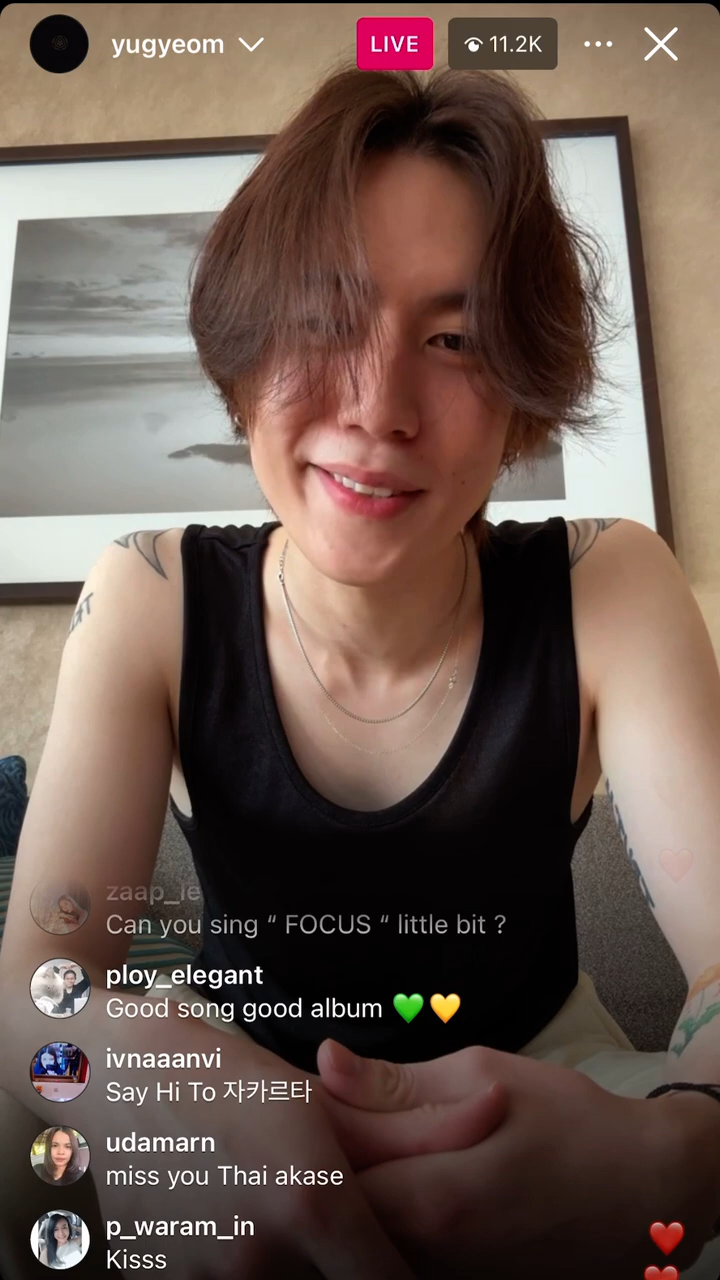 yugyeom
LIVE
11.2K
zaap_le
Can you sing “ FOCUS “ little bit ?
ploy_elegant
Good song good album 💚💛
ivnaaanvi
Say Hi To 자카르타
udamarn
miss you Thai akase
p_waram_in
Kisss